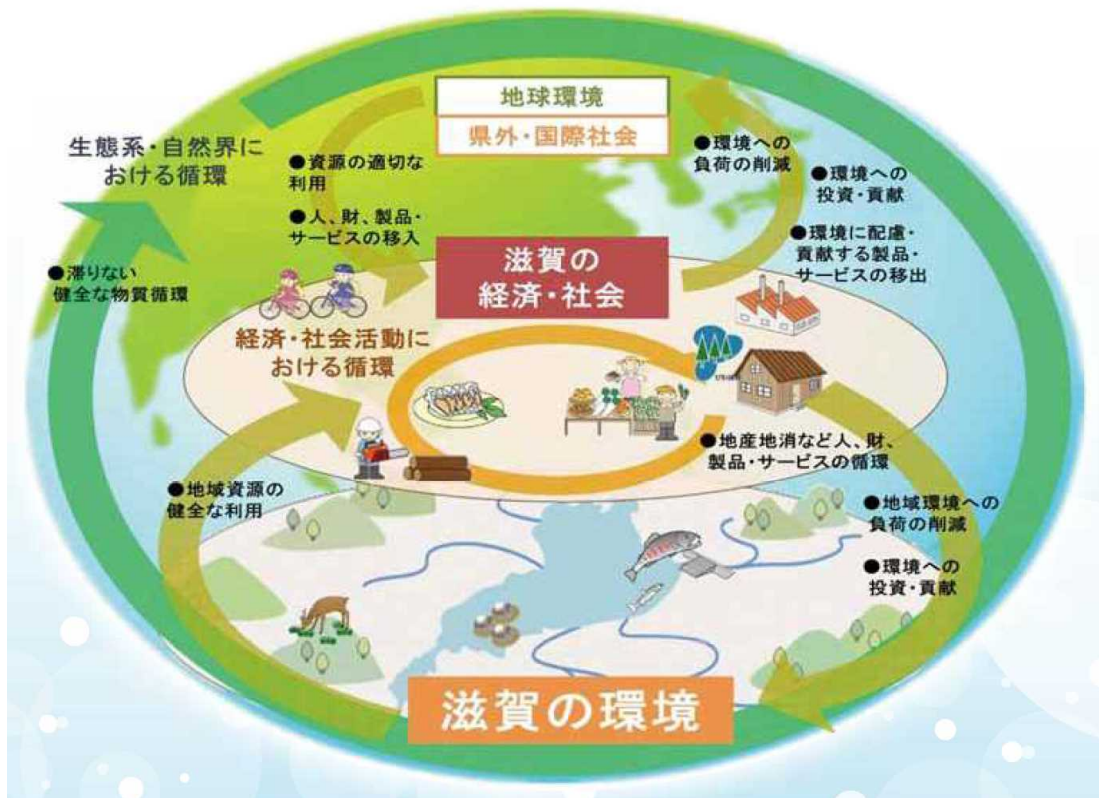 地球環境
県外・国際社会
生態系・自然界に
おける循環
●資源の適切な
利用
●人、財、製品・
サービスの移入
●環境への
負荷の削減
●環境への
投資・貢献
●環境に配慮・
貢献する製品・
サービスの移出
●滞りない
健全な物質循環
滋賀の
経済・社会
経済・社会活動に
おける循環
●地産地消など人、財、
製品・サービスの循環
●地域資源の
健全な利用
●地域環境への
負荷の削減
●環境への
投資・貢献
滋賀の環境